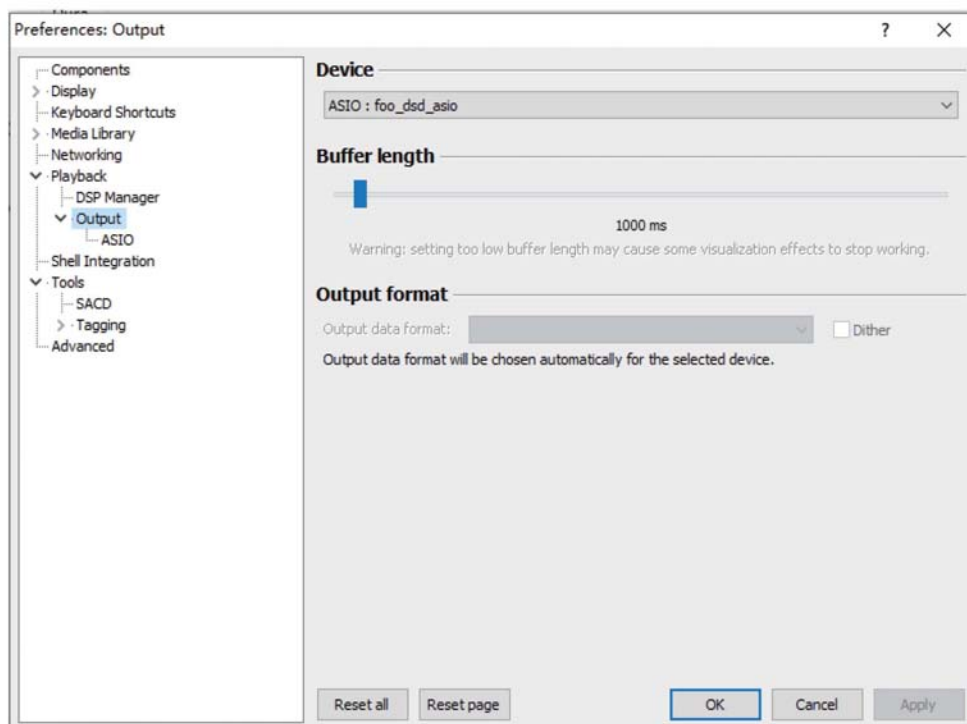 Preferences: Output
?
Components
Display
Keyboard Shortcuts
Media Library
Networking
Playback
DSP Manager
Output
ASIO
Shell Integration
Tools
SACD
Tagging
Advanced
Device
ASIO : foo_dsd_asio
Buffer length
1000 ms
Warning: setting too low buffer length may cause some visualization effects to stop working.
Output format
Output data format:
Dither
Output data format will be chosen automatically for the selected device.
Reset all
Reset page
OK
Cancel
Apply